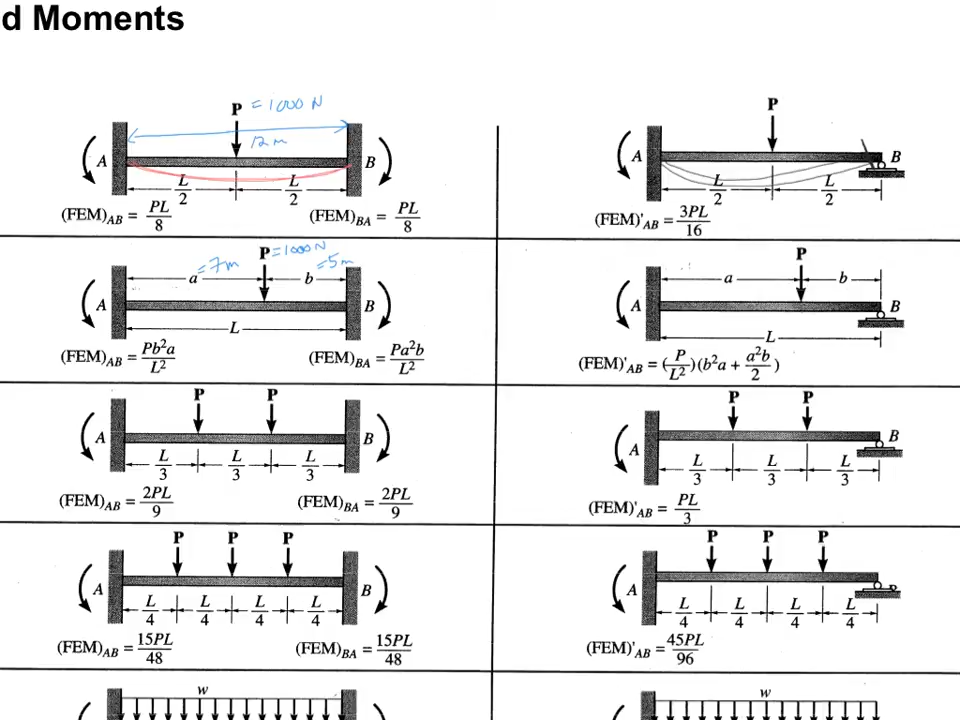 d Moments
P = 1000 N
12 m
A B
L/2 L/2
(FEM)AB = PL/8 (FEM)BA = PL/8
P
A B
L/2 L/2
(FEM)'AB = 3PL/16
P = 1000 N
a = 7m b = 5m
A B
L
(FEM)AB = Pb²a/L² (FEM)BA = Pa²b/L²
P
a b
A B
L
(FEM)'AB = (P/L²)(b²a + a²b/2)
P P
A B
L/3 L/3 L/3
(FEM)AB = 2PL/9 (FEM)BA = 2PL/9
P P
A B
L/3 L/3 L/3
(FEM)'AB = PL/3
P P P
A B
L/4 L/4 L/4 L/4
(FEM)AB = 15PL/48 (FEM)BA = 15PL/48
P P P
A
L/4 L/4 L/4 L/4
(FEM)'AB = 45PL/96
w
w